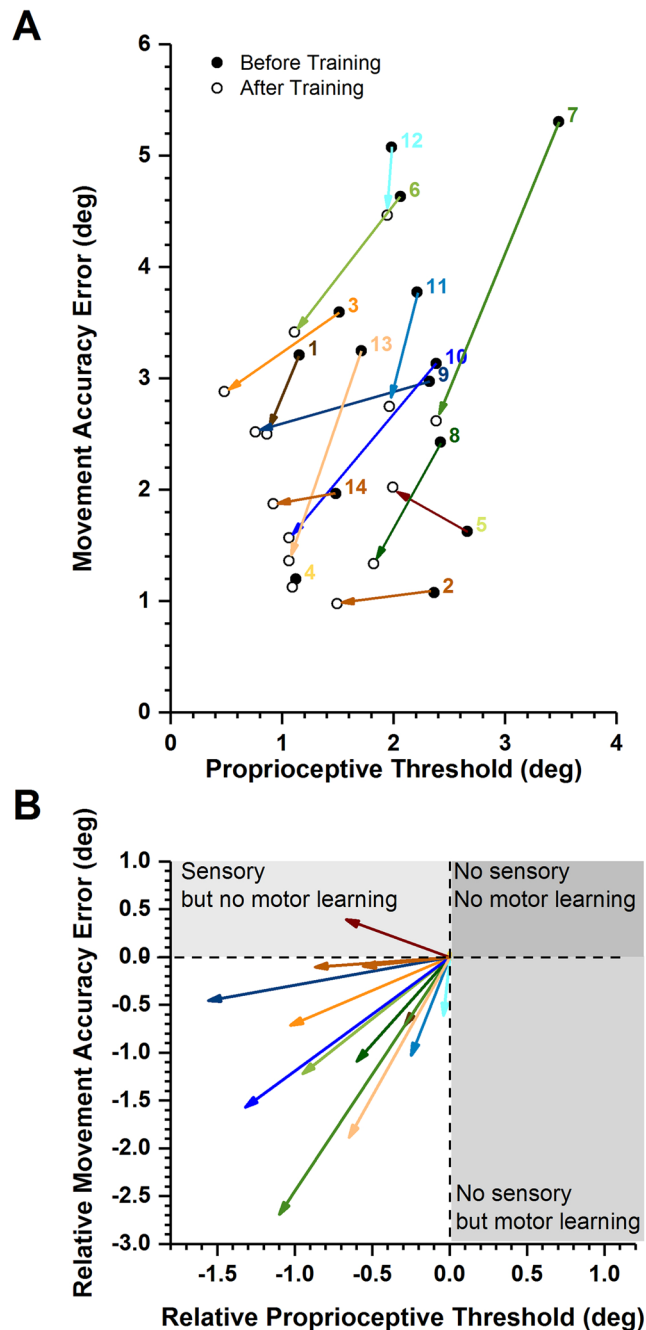 A
6
5
4
3
2
1
0
Movement Accuracy Error (deg)
Before Training
After Training
12
7
6
11
3
13
1
10
9
8
14
5
4
2
0
1
2
3
4
Proprioceptive Threshold (deg)
B
1.0
0.5
0.0
-0.5
-1.0
-1.5
-2.0
-2.5
-3.0
Relative Movement Accuracy Error (deg)
Sensory
but no motor learning
No sensory
No motor learning
No sensory
but motor learning
-1.5
-1.0
-0.5
0.0
0.5
1.0
Relative Proprioceptive Threshold (deg)